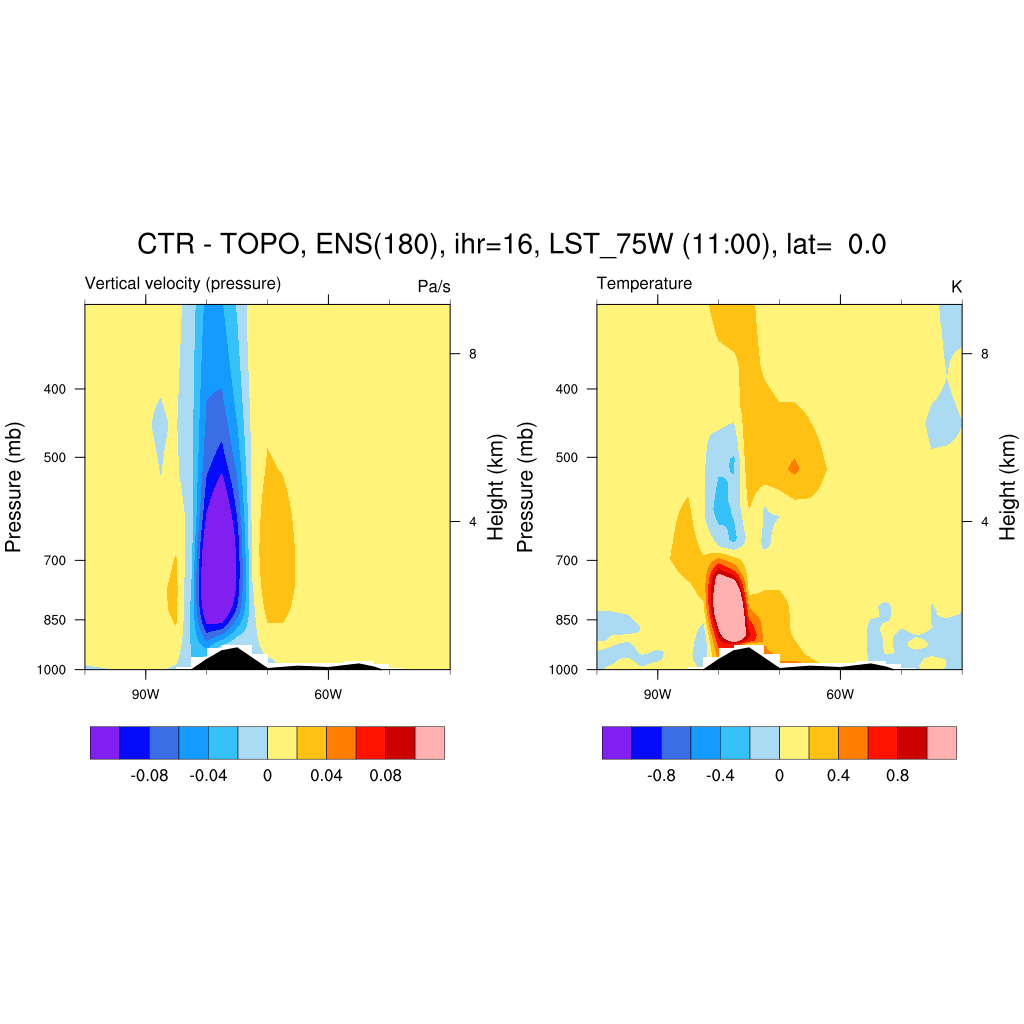 CTR - TOPO, ENS(180), ihr=16, LST_75W (11:00), lat=  0.0
Vertical velocity (pressure)
Pa/s
Pressure (mb)
400
500
700
850
1000
8
4
Height (km)
90W
60W
-0.08
-0.04
0
0.04
0.08
Temperature
K
Pressure (mb)
400
500
700
850
1000
8
4
Height (km)
90W
60W
-0.8
-0.4
0
0.4
0.8